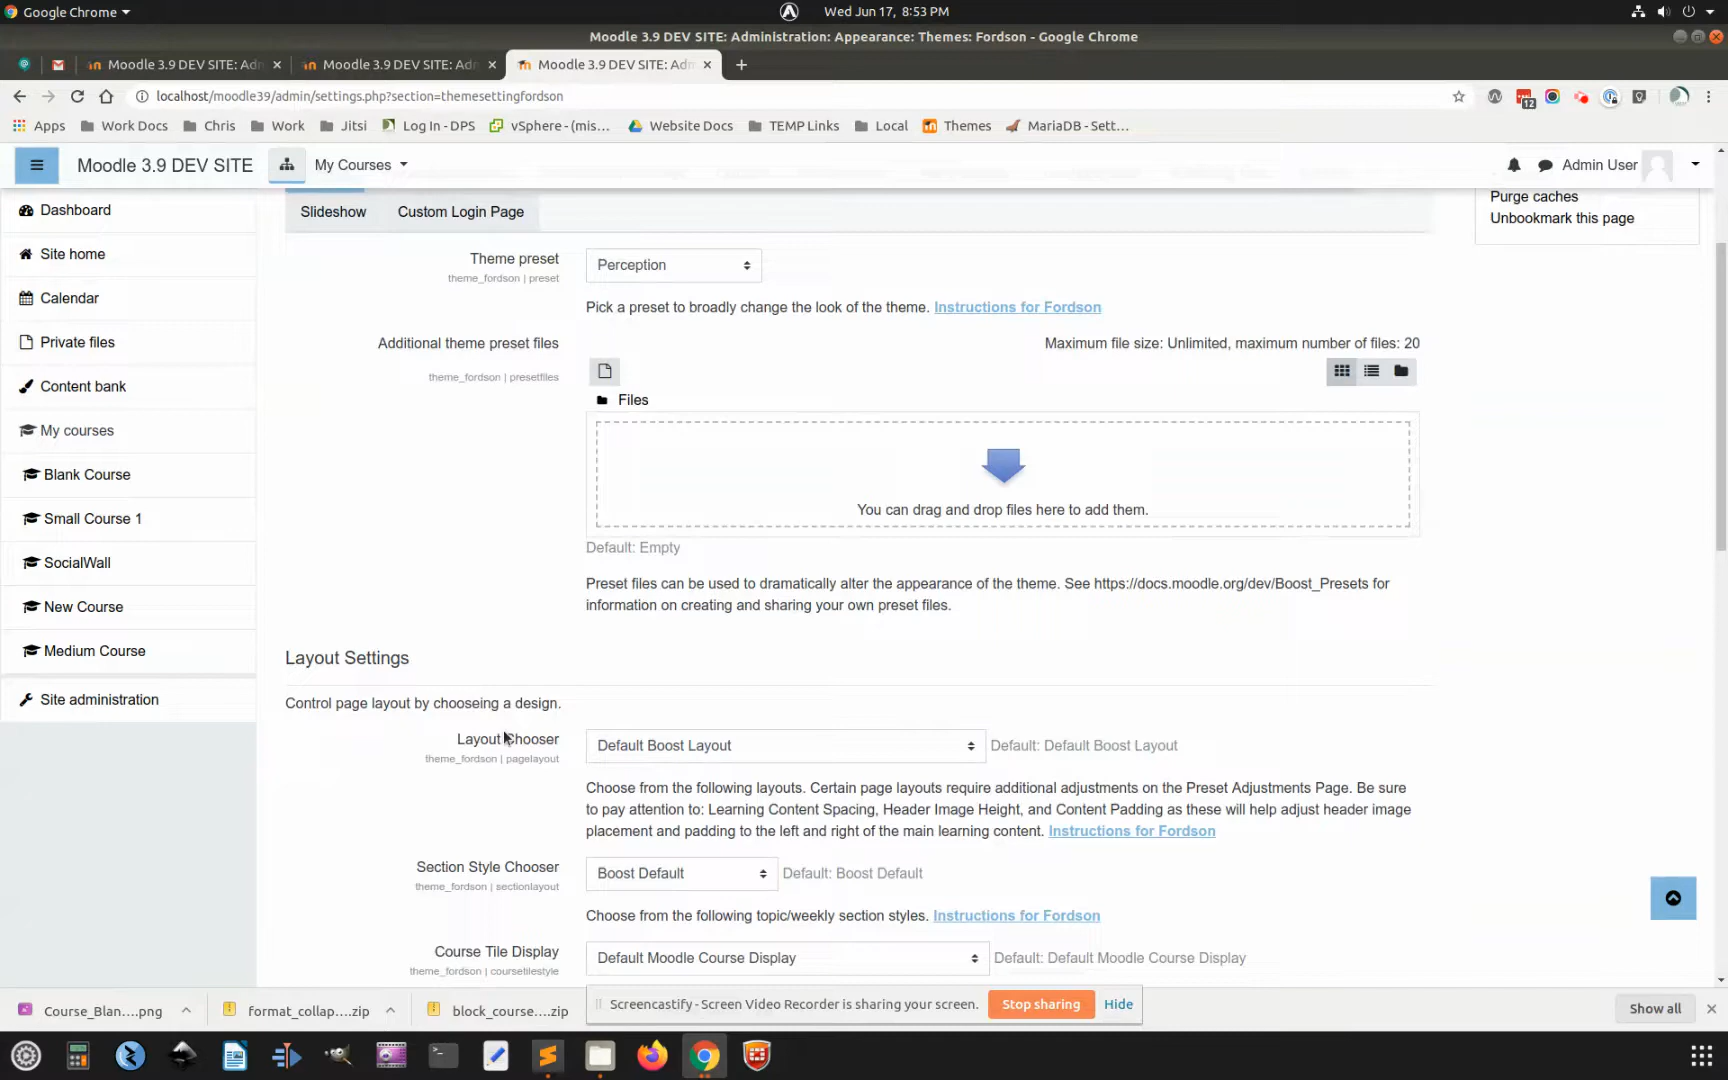 Google Chrome
Wed Jun 17, 8:53 PM
Moodle 3.9 DEV SITE: Administration: Appearance: Themes: Fordson - Google Chrome
Moodle 3.9 DEV SITE: Adm
Moodle 3.9 DEV SITE: Adm
Moodle 3.9 DEV SITE: Adm
localhost/moodle39/admin/settings.php?section=themesettingfordson
12
Apps
Work Docs
Chris
Work
Jitsi
Log In - DPS
vSphere - (mis...
Website Docs
TEMP Links
Local
Themes
MariaDB - Sett...
Moodle 3.9 DEV SITE
My Courses
Admin User
Dashboard
Site home
Calendar
Private files
Content bank
My courses
Blank Course
Small Course 1
SocialWall
New Course
Medium Course
Site administration
Slideshow
Custom Login Page
Purge caches
Unbookmark this page
Theme preset
theme_fordson | preset
Perception
Pick a preset to broadly change the look of the theme. Instructions for Fordson
Additional theme preset files
theme_fordson | presetfiles
Maximum file size: Unlimited, maximum number of files: 20
Files
You can drag and drop files here to add them.
Default: Empty
Preset files can be used to dramatically alter the appearance of the theme. See https://docs.moodle.org/dev/Boost_Presets for
information on creating and sharing your own preset files.
Layout Settings
Control page layout by chooseing a design.
Layout Chooser
theme_fordson | pagelayout
Default Boost Layout
Default: Default Boost Layout
Choose from the following layouts. Certain page layouts require additional adjustments on the Preset Adjustments Page. Be sure
to pay attention to: Learning Content Spacing, Header Image Height, and Content Padding as these will help adjust header image
placement and padding to the left and right of the main learning content. Instructions for Fordson
Section Style Chooser
theme_fordson | sectionlayout
Boost Default
Default: Boost Default
Choose from the following topic/weekly section styles. Instructions for Fordson
Course Tile Display
theme_fordson | coursetilestyle
Default Moodle Course Display
Default: Default Moodle Course Display
Course_Blan....png
format_collap....zip
block_course....zip
Screencastify - Screen Video Recorder is sharing your screen.
Stop sharing
Hide
Show all